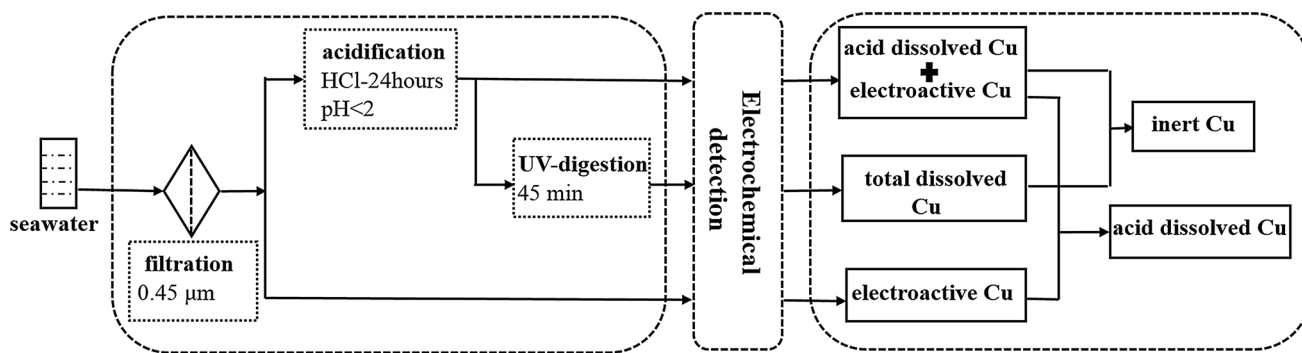 seawater
filtration
0.45 μm
acidification
HCl-24hours
pH<2
UV-digestion
45 min
Electrochemical
detection
acid dissolved Cu
+
electroactive Cu
total dissolved
Cu
electroactive Cu
inert Cu
acid dissolved Cu